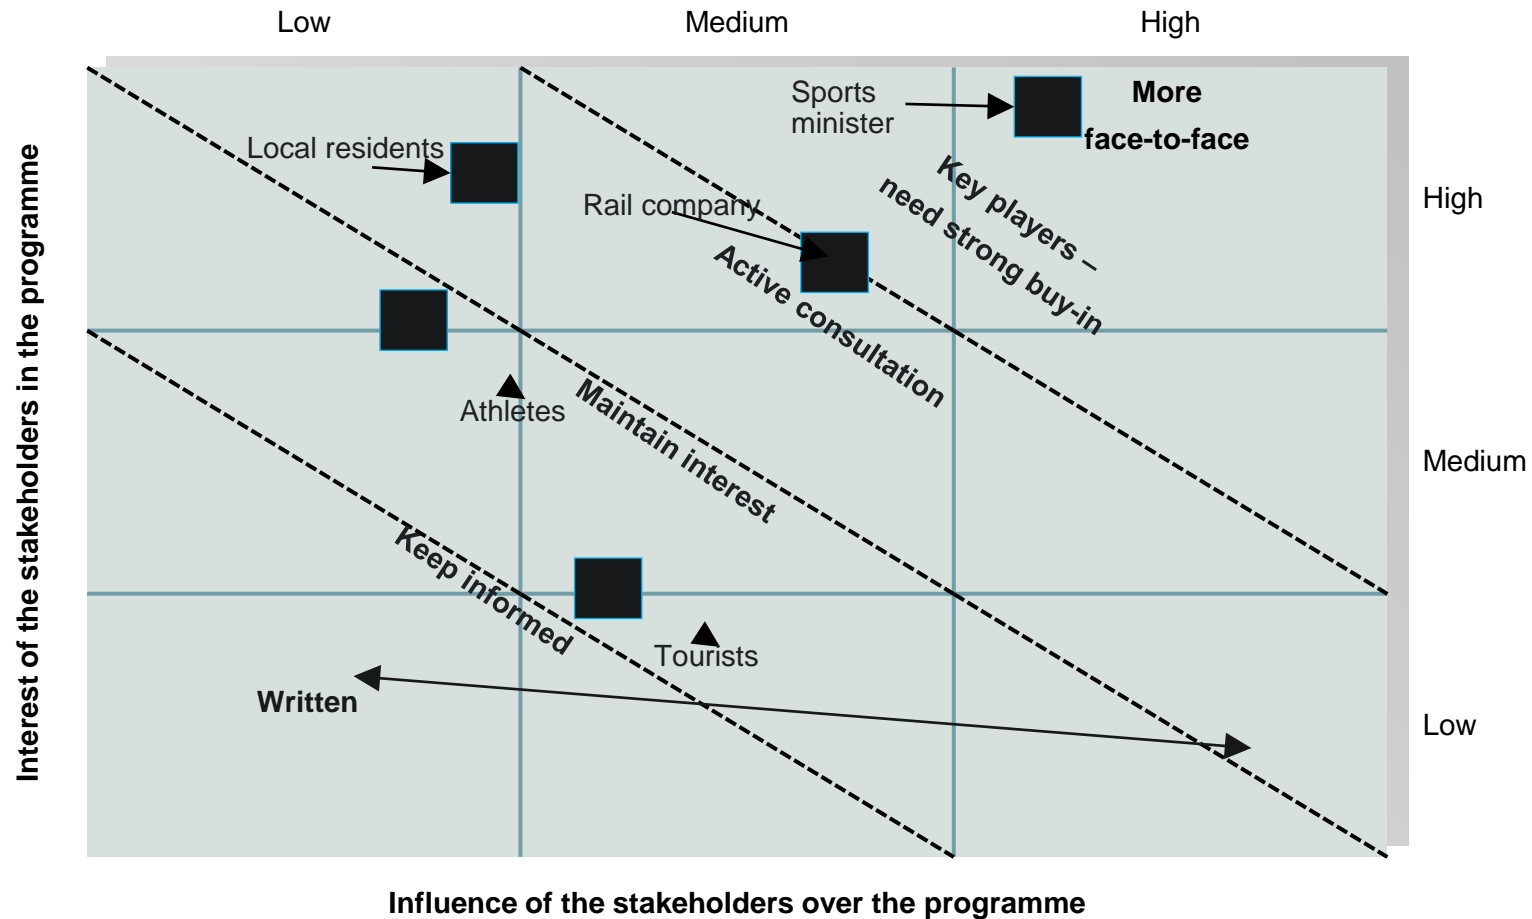 Low
Medium
High
Sports
minister
More
face-to-face
Local residents
Key players –
need strong buy-in
High
Rail company
Active consultation
Interest of the stakeholders in the programme
Athletes
Maintain interest
Medium
Keep informed
Tourists
Written
Low
Influence of the stakeholders over the programme